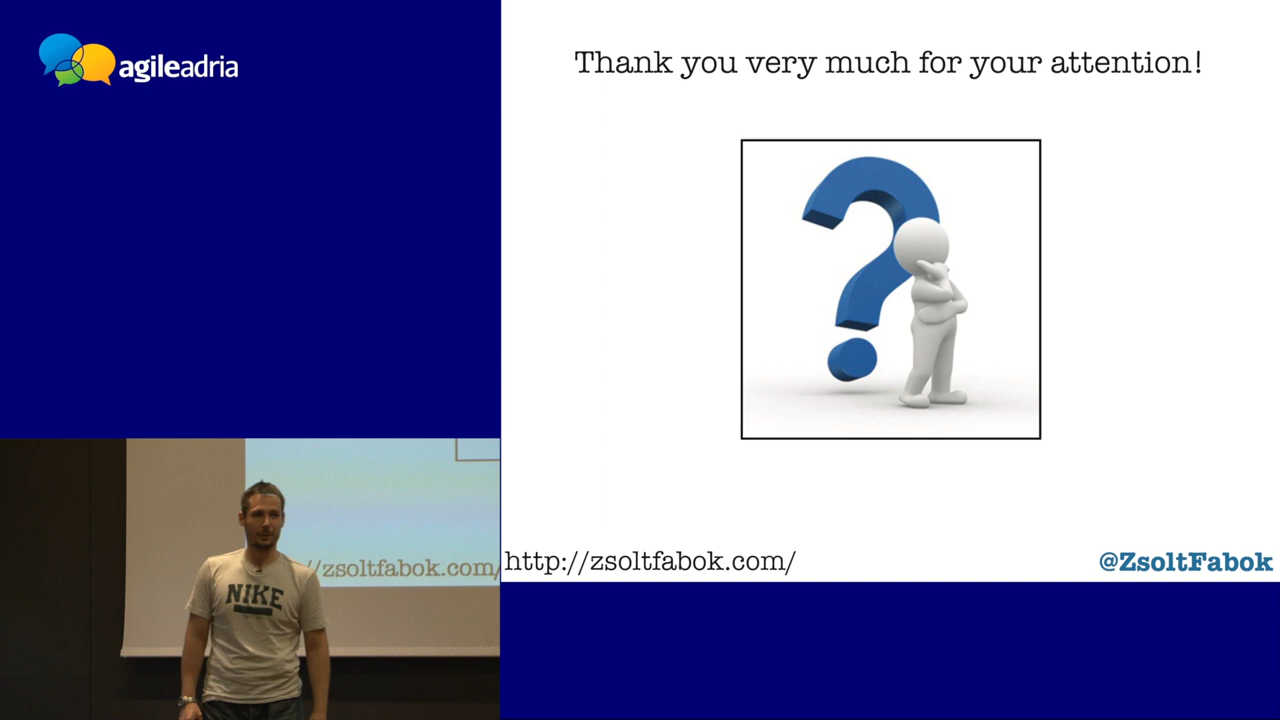 agileadria
Thank you very much for your attention!
http://zsoltfabok.com/
@ZsoltFabok
//zsoltfabok.com/
NIKE